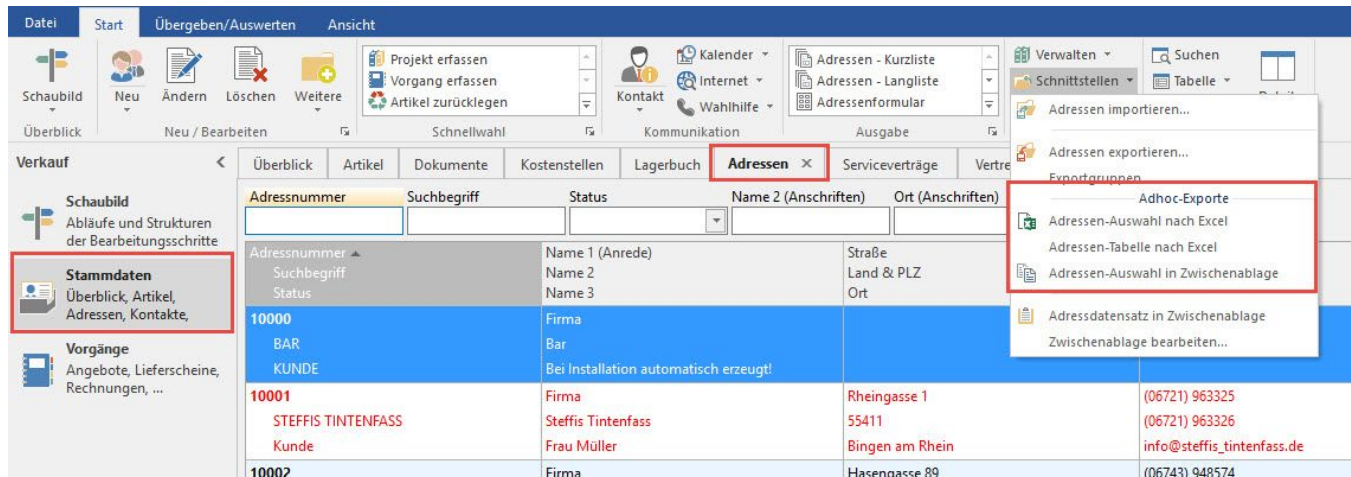 Datei Start Übergeben/Auswerten Ansicht
Schaubild
Überblick
Neu Ändern Löschen Weitere
Neu / Bearbeiten
Projekt erfassen
Vorgang erfassen
Artikel zurücklegen
Schnellwahl
Kontakt
Kalender
Internet
Wahlhilfe
Kommunikation
Adressen - Kurzliste
Adressen - Langliste
Adressenformular
Ausgabe
Verwalten
Schnittstellen
Suchen
Tabelle
Adressen importieren...
Adressen exportieren...
Exportgruppen
Adhoc-Exporte
Adressen-Auswahl nach Excel
Adressen-Tabelle nach Excel
Adressen-Auswahl in Zwischenablage
Adressdatensatz in Zwischenablage
Zwischenablage bearbeiten...
Verkauf <
Schaubild
Abläufe und Strukturen
der Bearbeitungsschritte
Stammdaten
Überblick, Artikel,
Adressen, Kontakte,
Vorgänge
Angebote, Lieferscheine,
Rechnungen, ...
Überblick Artikel Dokumente Kostenstellen Lagerbuch Adressen × Serviceverträge Vertre
Adressnummer Suchbegriff Status Name 2 (Anschriften) Ort (Anschriften)
Adressnummer Name 1 (Anrede) Straße
Suchbegriff Name 2 Land & PLZ
Status Name 3 Ort
10000 Firma
BAR Bar
KUNDE Bei Installation automatisch erzeugt!
10001 Firma Rheingasse 1 (06721) 963325
STEFFIS TINTENFASS Steffis Tintenfass 55411 (06721) 963326
Kunde Frau Müller Bingen am Rhein info@steffis_tintenfass.de
10002 Firma Hasengasse 89 (06743) 948574